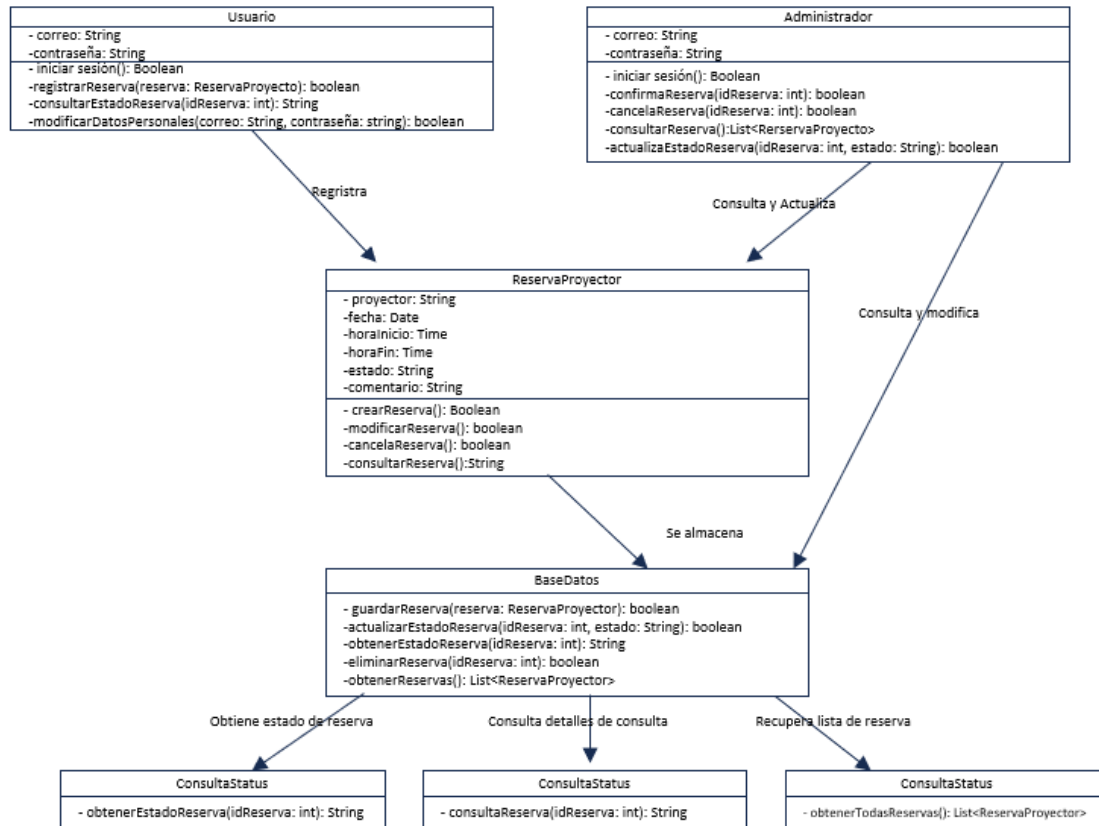 Usuario
- correo: String
-contraseña: String
- iniciar sesión(): Boolean
-registrarReserva(reserva: ReservaProyecto): boolean
-consultarEstadoReserva(idReserva: int): String
-modificarDatosPersonales(correo: String, contraseña: string): boolean
Administrador
- correo: String
-contraseña: String
- iniciar sesión(): Boolean
-confirmaReserva(idReserva: int): boolean
-cancelaReserva(idReserva: int): boolean
-consultarReserva():List<RerservaProyecto>
-actualizaEstadoReserva(idReserva: int, estado: String): boolean
Regristra
Consulta y Actualiza
Consulta y modifica
ReservaProyector
- proyector: String
-fecha: Date
-horaInicio: Time
-horaFin: Time
-estado: String
-comentario: String
- crearReserva(): Boolean
-modificarReserva(): boolean
-cancelaReserva(): boolean
-consultarReserva():String
Se almacena
BaseDatos
- guardarReserva(reserva: ReservaProyector): boolean
-actualizarEstadoReserva(idReserva: int, estado: String): boolean
-obtenerEstadoReserva(idReserva: int): String
-eliminarReserva(idReserva: int): boolean
-obtenerReservas(): List<ReservaProyector>
Obtiene estado de reserva
Consulta detalles de consulta
Recupera lista de reserva
ConsultaStatus
- obtenerEstadoReserva(idReserva: int): String
ConsultaStatus
- consultaReserva(idReserva: int): String
ConsultaStatus
- obtenerTodasReservas(): List<ReservaProyector>